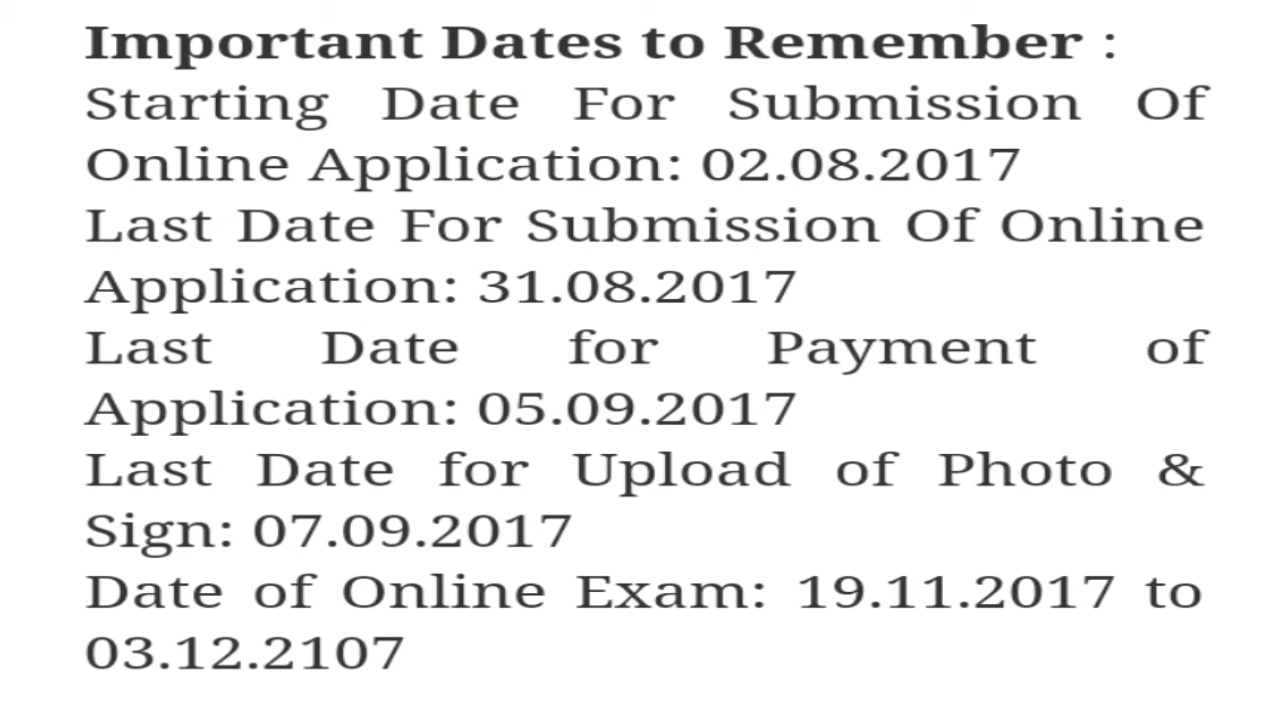 Important Dates to Remember :
Starting Date For Submission Of
Online Application: 02.08.2017
Last Date For Submission Of Online
Application: 31.08.2017
Last Date for Payment of
Application: 05.09.2017
Last Date for Upload of Photo &
Sign: 07.09.2017
Date of Online Exam: 19.11.2017 to
03.12.2107